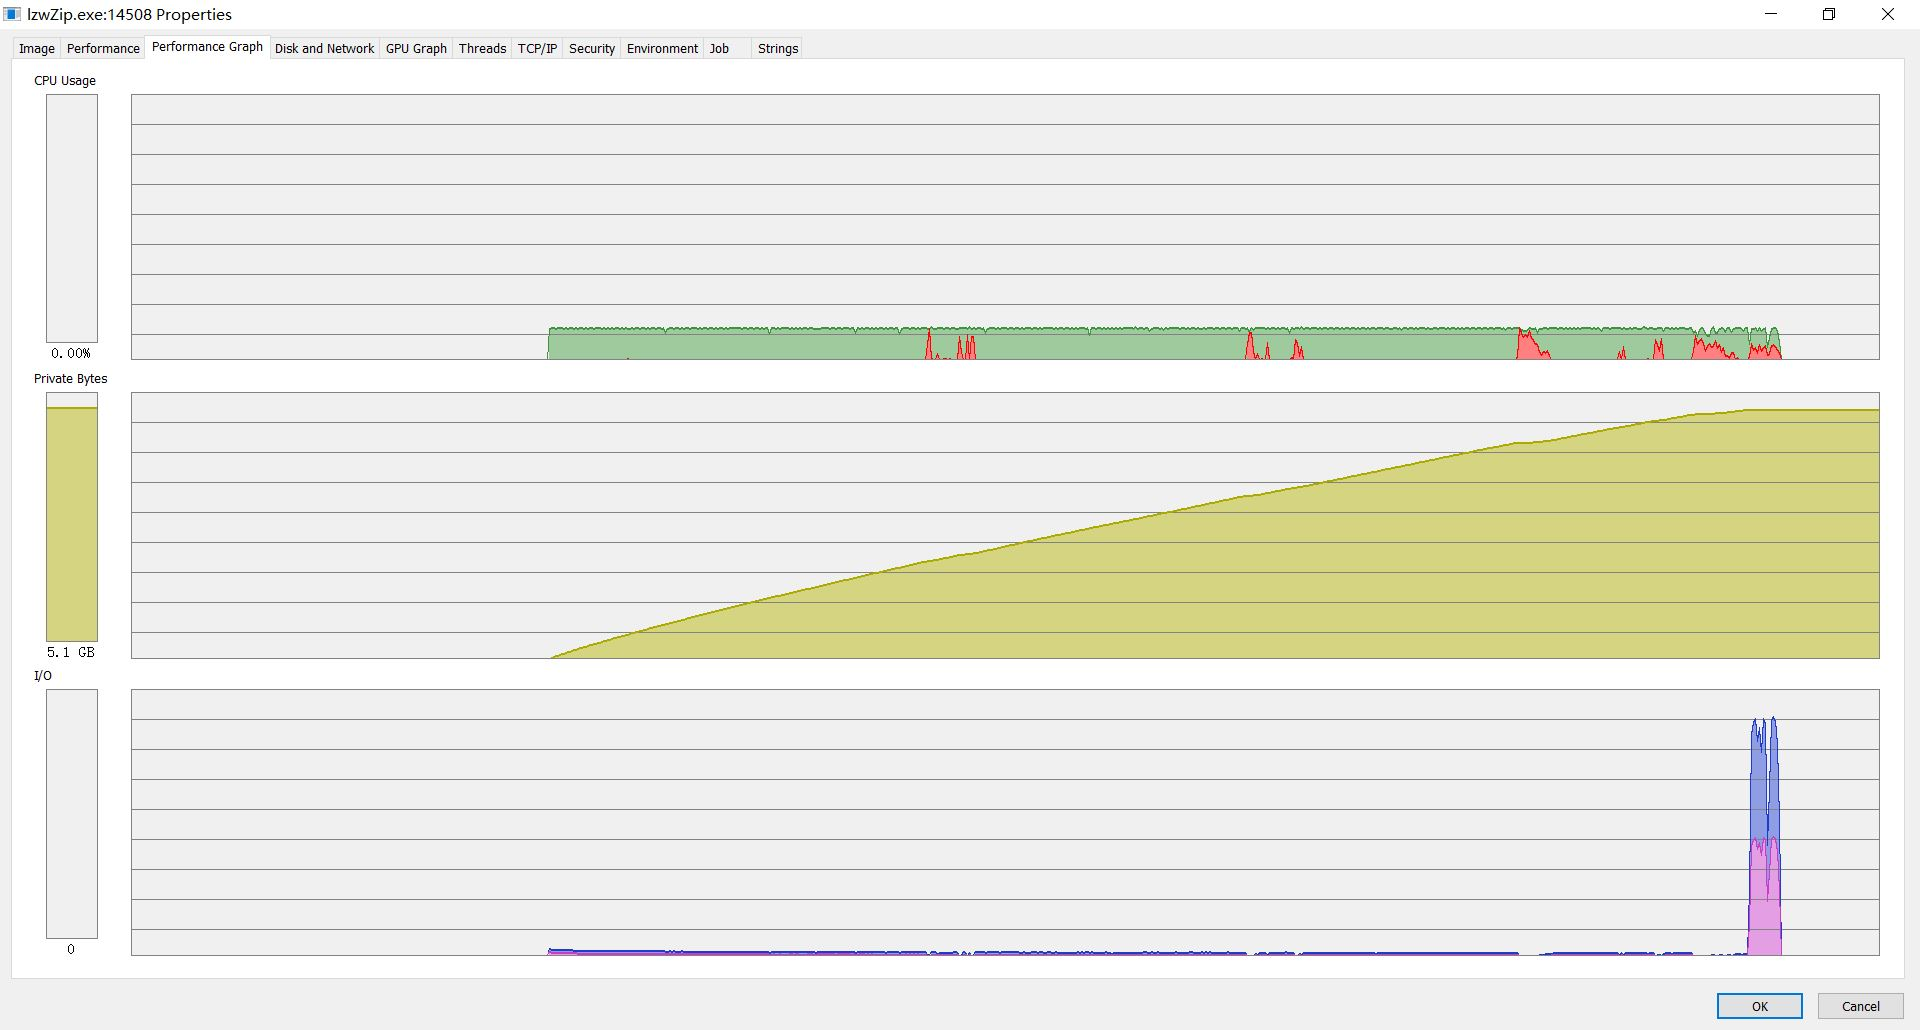 lzwZip.exe:14508 Properties
Image Performance Performance Graph Disk and Network GPU Graph Threads TCP/IP Security Environment Job Strings
CPU Usage
0.00%
Private Bytes
5.1 GB
I/O
0
OK Cancel